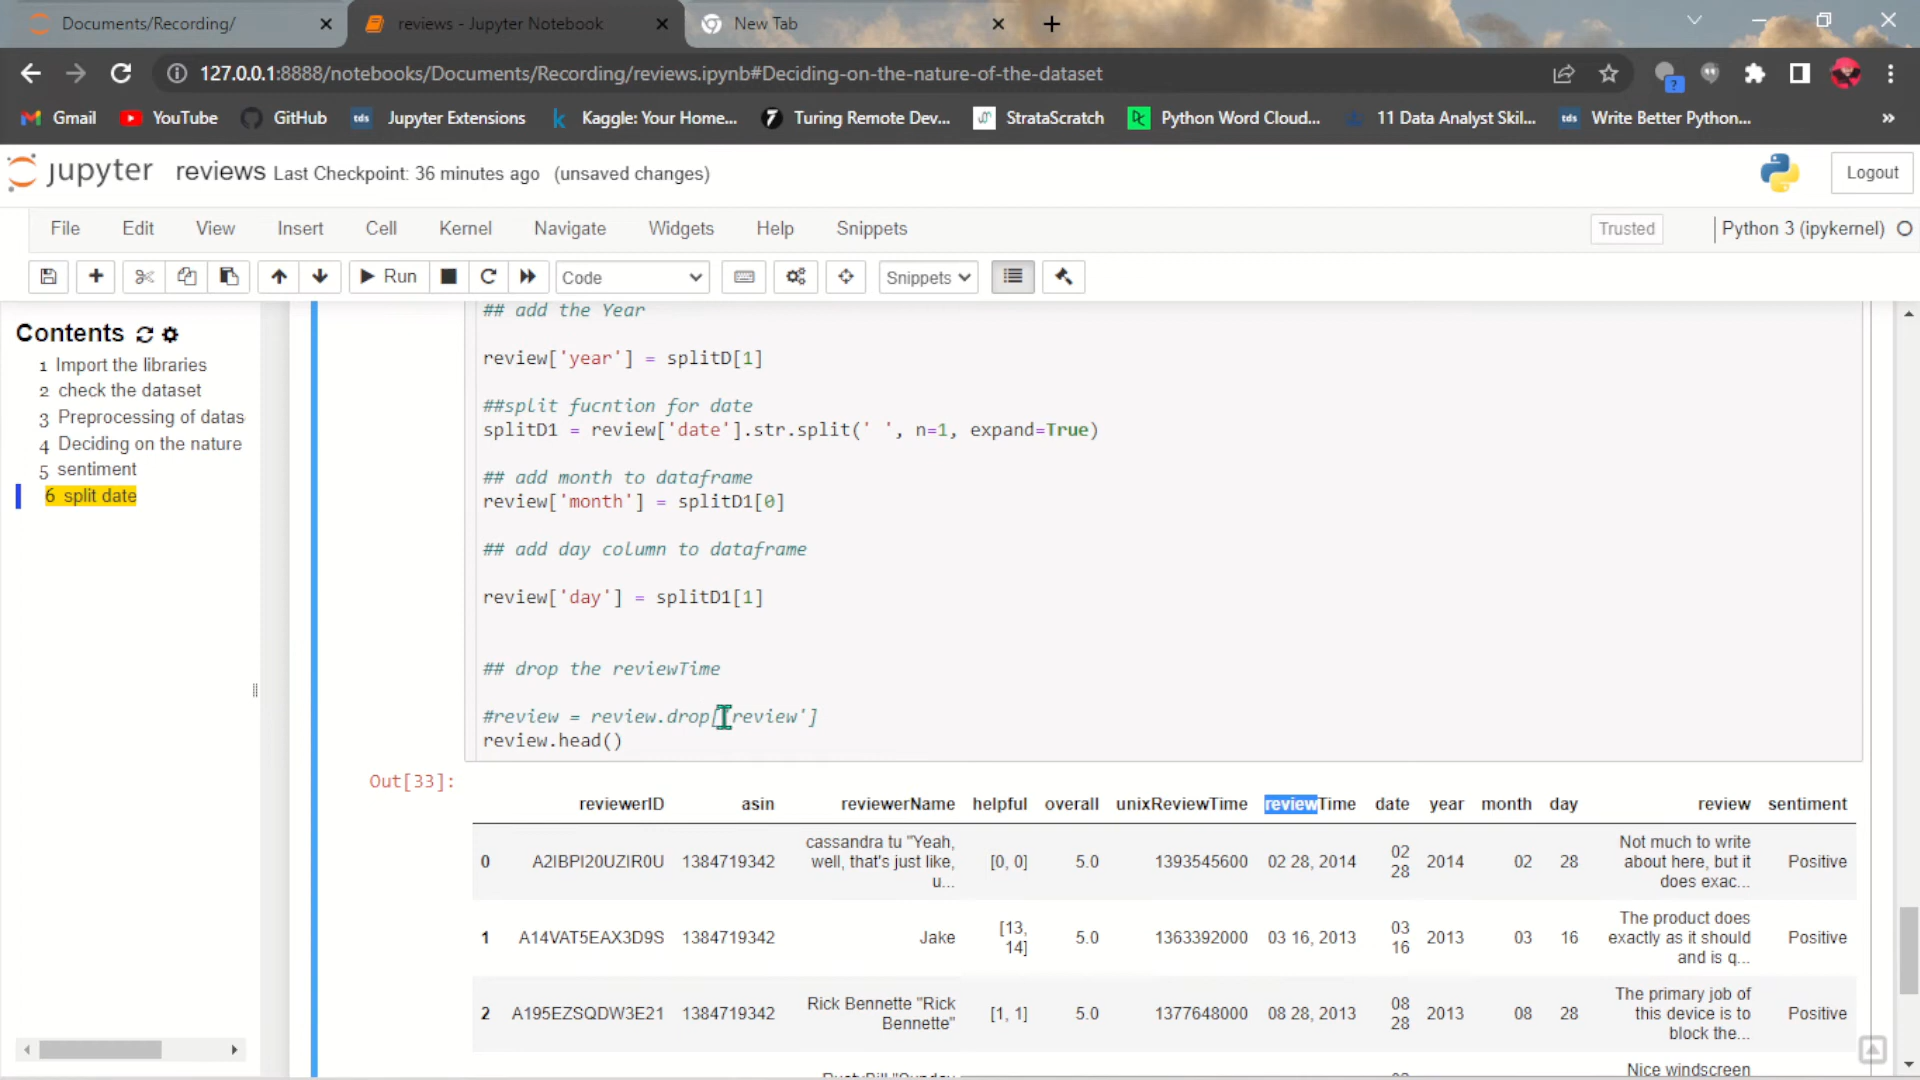 Documents/Recording/
reviews - Jupyter Notebook
New Tab
127.0.0.1:8888/notebooks/Documents/Recording/reviews.ipynb#Deciding-on-the-nature-of-the-dataset
Gmail YouTube GitHub tds Jupyter Extensions Kaggle: Your Home... Turing Remote Dev... StrataScratch Python Word Cloud... 11 Data Analyst Skil... tds Write Better Python... »
jupyter reviews Last Checkpoint: 36 minutes ago (unsaved changes) Logout
File Edit View Insert Cell Kernel Navigate Widgets Help Snippets Trusted Python 3 (ipykernel)
Run Code Snippets
Contents
1 Import the libraries
2 check the dataset
3 Preprocessing of datas
4 Deciding on the nature
5 sentiment
6 split date
## add the Year
review['year'] = splitD[1]
##split fucntion for date
splitD1 = review['date'].str.split(' ', n=1, expand=True)
## add month to dataframe
review['month'] = splitD1[0]
## add day column to dataframe
review['day'] = splitD1[1]
## drop the reviewTime
#review = review.drop['review']
review.head()
Out[33]:
reviewerID asin reviewerName helpful overall unixReviewTime reviewTime date year month day review sentiment
0 A2IBPI20UZIR0U 1384719342 cassandra tu "Yeah, well, that's just like, u... [0, 0] 5.0 1393545600 02 28, 2014 02 28 2014 02 28 Not much to write about here, but it does exac... Positive
1 A14VAT5EAX3D9S 1384719342 Jake [13, 14] 5.0 1363392000 03 16, 2013 03 16 2013 03 16 The product does exactly as it should and is q... Positive
2 A195EZSQDW3E21 1384719342 Rick Bennette "Rick Bennette" [1, 1] 5.0 1377648000 08 28, 2013 08 28 2013 08 28 The primary job of this device is to block the... Positive
Nice windscreen